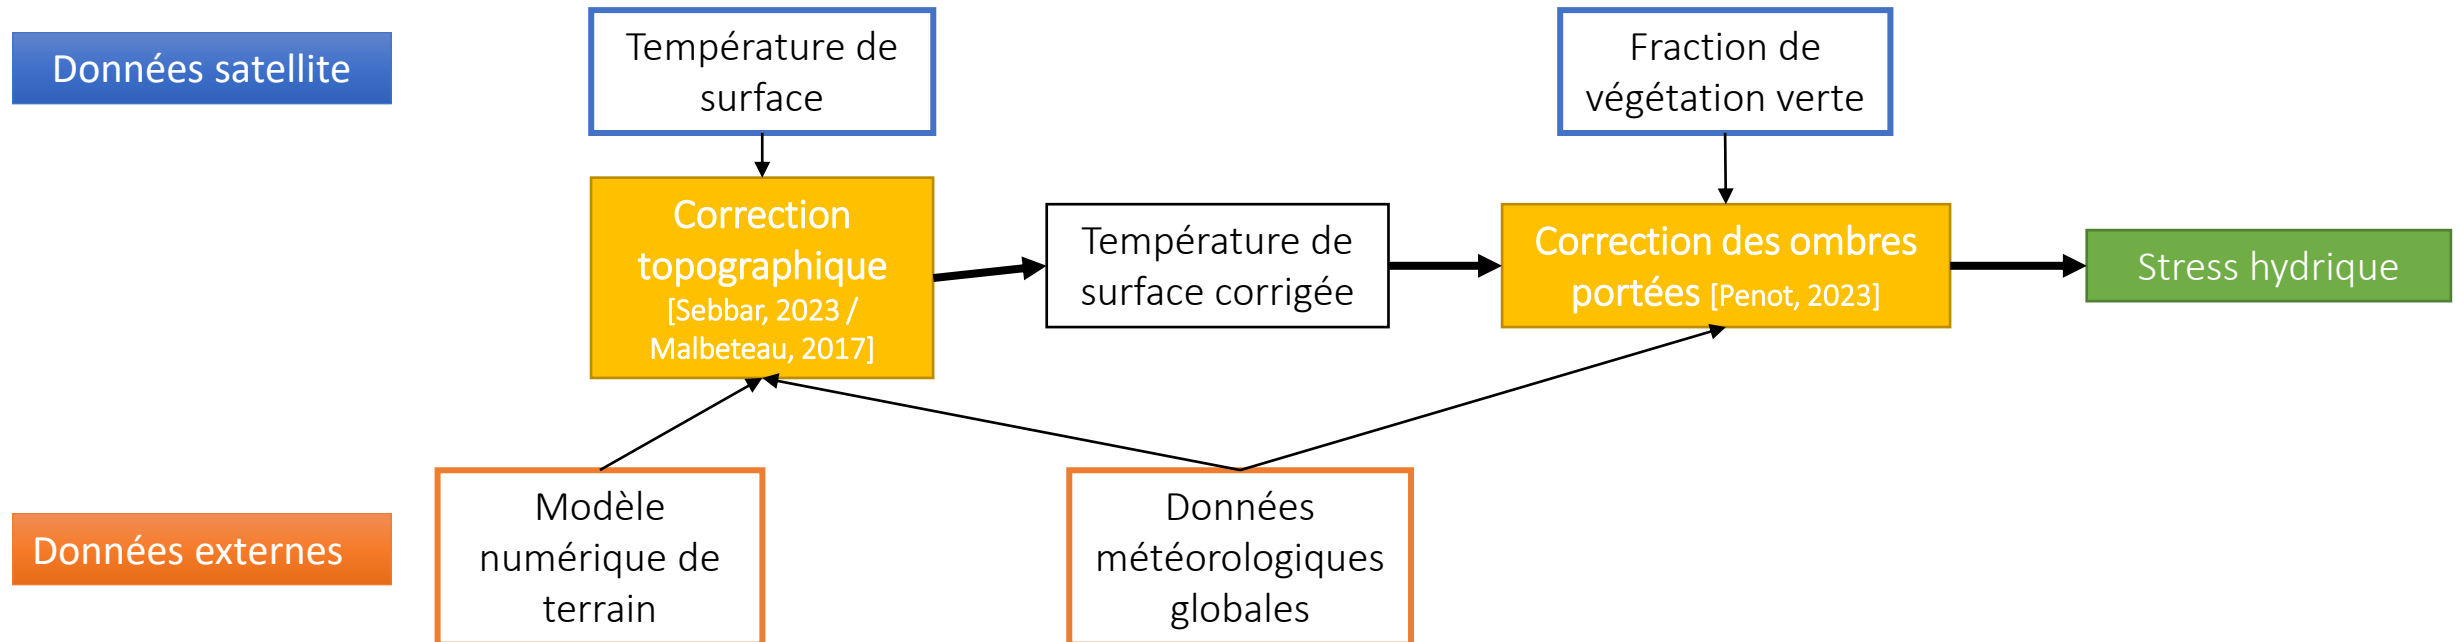 Données satellite
Température de
surface
Fraction de
végétation verte
Correction
topographique
[Sebbar, 2023 /
Malbeteau, 2017]
Température de
surface corrigée
Correction des ombres
portées [Penot, 2023]
Stress hydrique
Données externes
Modèle
numérique de
terrain
Données
météorologiques
globales